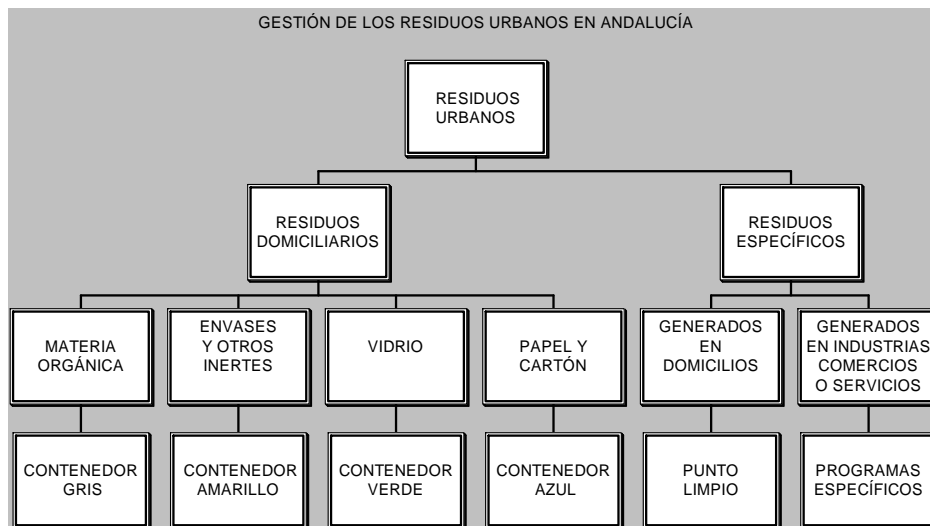 GESTIÓN DE LOS RESIDUOS URBANOS EN ANDALUCÍA
RESIDUOS
URBANOS
RESIDUOS
DOMICILIARIOS
RESIDUOS
ESPECÍFICOS
MATERIA
ORGÁNICA
ENVASES
Y OTROS
INERTES
VIDRIO
PAPEL Y
CARTÓN
GENERADOS
EN
DOMICILIOS
GENERADOS
EN INDUSTRIAS
COMERCIOS
O SERVICIOS
CONTENEDOR
GRIS
CONTENEDOR
AMARILLO
CONTENEDOR
VERDE
CONTENEDOR
AZUL
PUNTO
LIMPIO
PROGRAMAS
ESPECÍFICOS